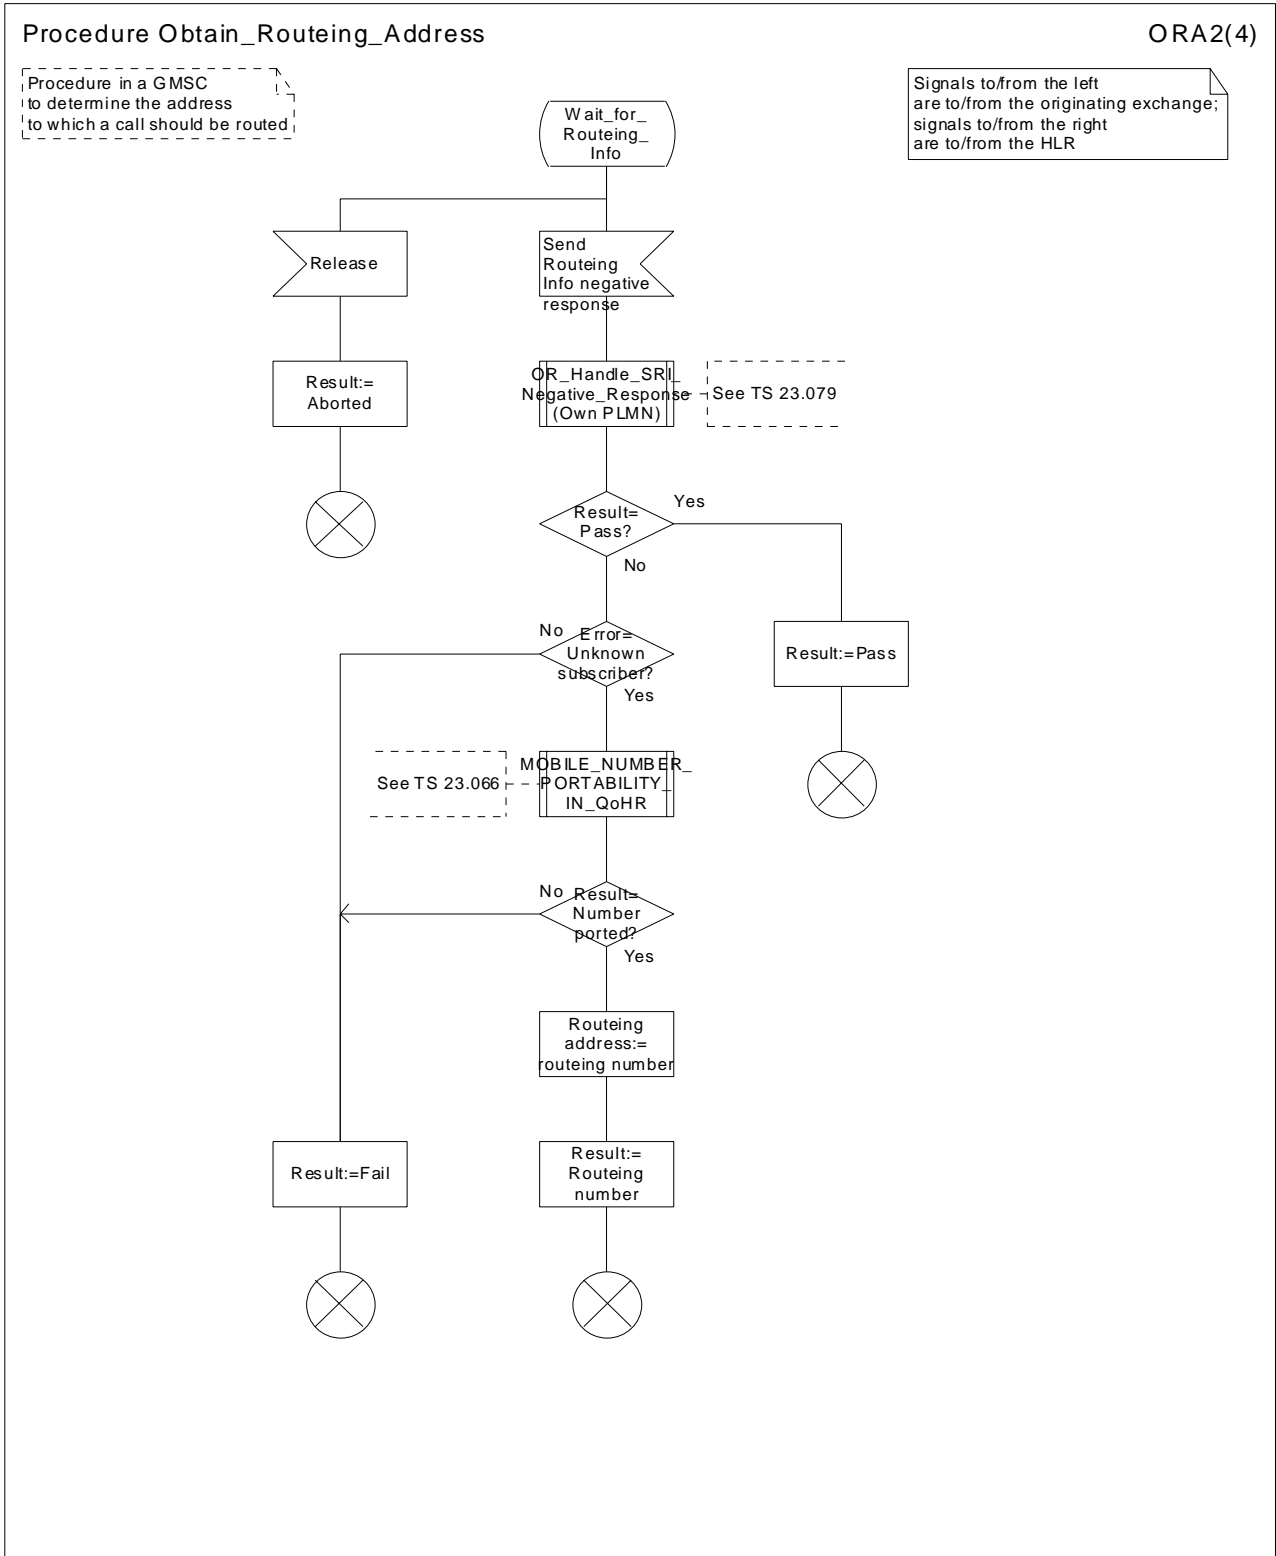 Procedure Obtain_Routeing_Address
ORA2(4)
Procedure in a GMSC
to determine the address
to which a call should be routed
Signals to/from the left
are to/from the originating exchange;
signals to/from the right
are to/from the HLR
Wait_for_
Routeing_
Info
Release
Send
Routeing
Info negative
response
Result:=
Aborted
OR_Handle_SRI_
Negative_Response
(Own PLMN)
See TS 23.079
Result=
Pass?
Yes
No
Error=
Unknown
subscriber?
No
Yes
Result:=Pass
See TS 23.066
MOBILE_NUMBER_
PORTABILITY_
IN_QoHR
Result=
Number
ported?
No
Yes
Routeing
address:=
routeing number
Result:=Fail
Result:=
Routeing
number